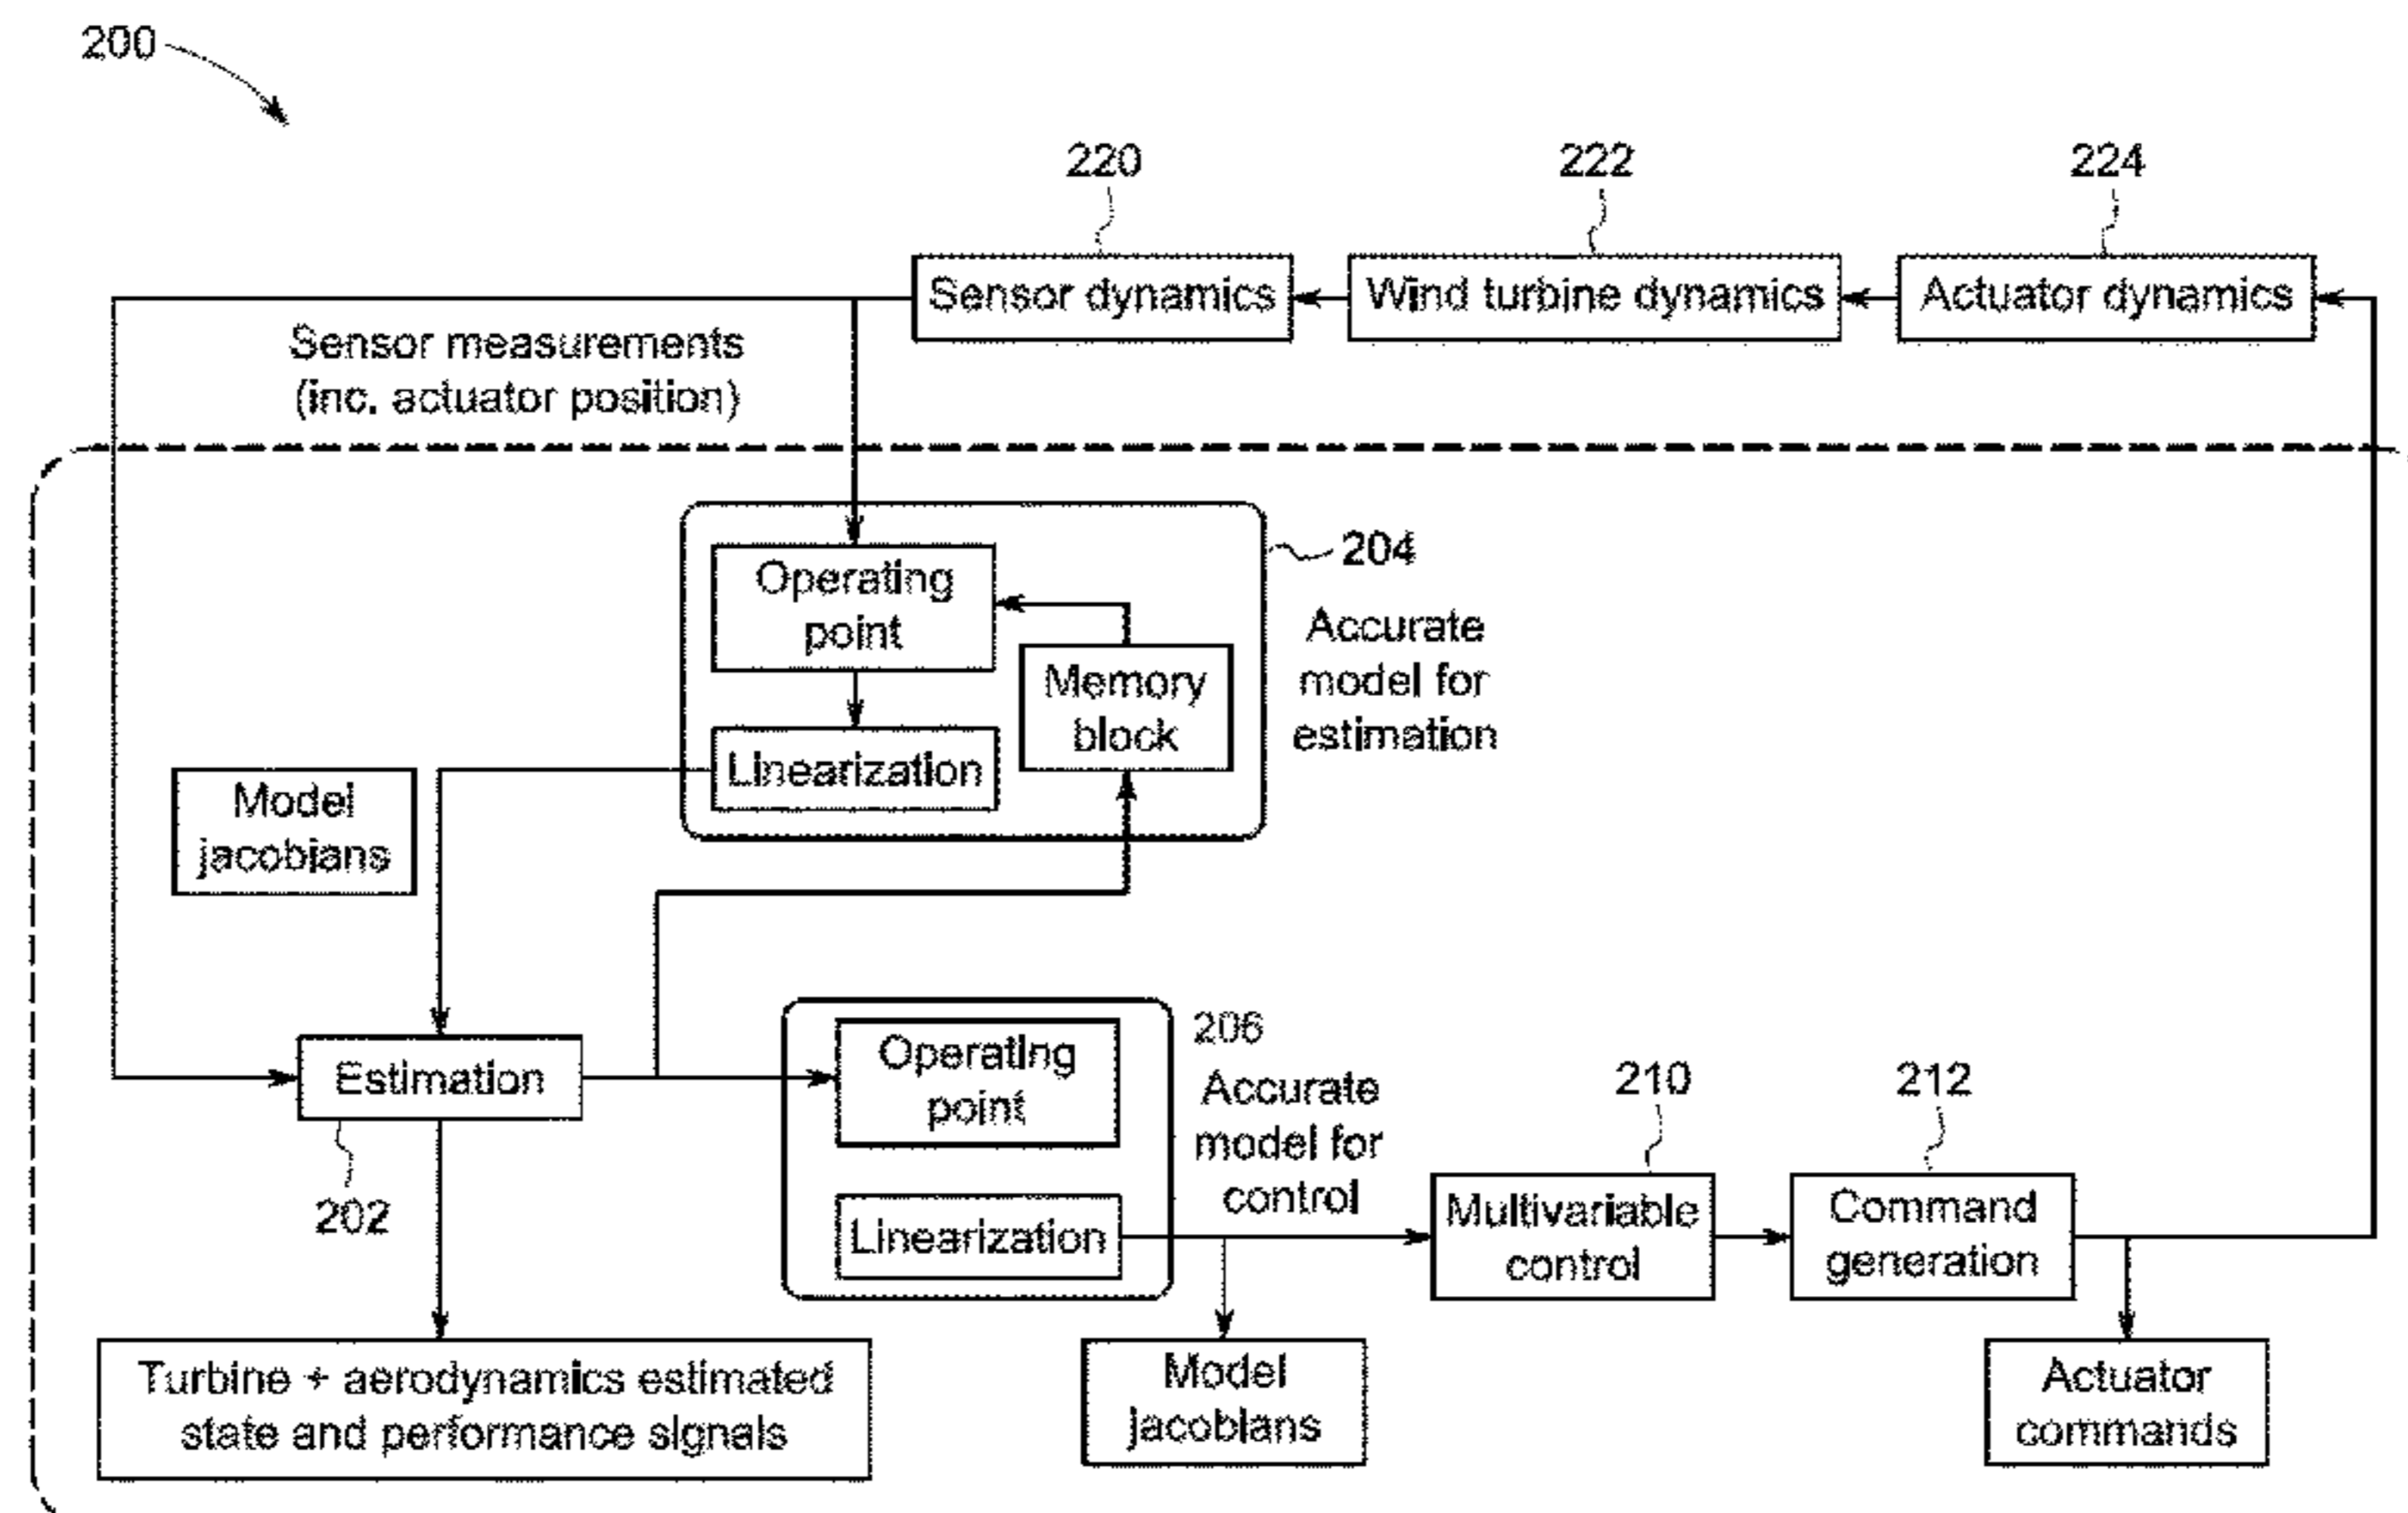 200
220
222
224
Sensor dynamics
Wind turbine dynamics
Actuator dynamics
Sensor measurements
(inc. actuator position)
Operating
point
204
Accurate
model for
estimation
Memory
block
Linearization
Model
jacobians
Estimation
202
Operating
point
206
Accurate
model for
control
Linearization
210
212
Multivariable
control
Command
generation
Turbine + aerodynamics estimated
state and performance signals
Model
jacobians
Actuator
commands